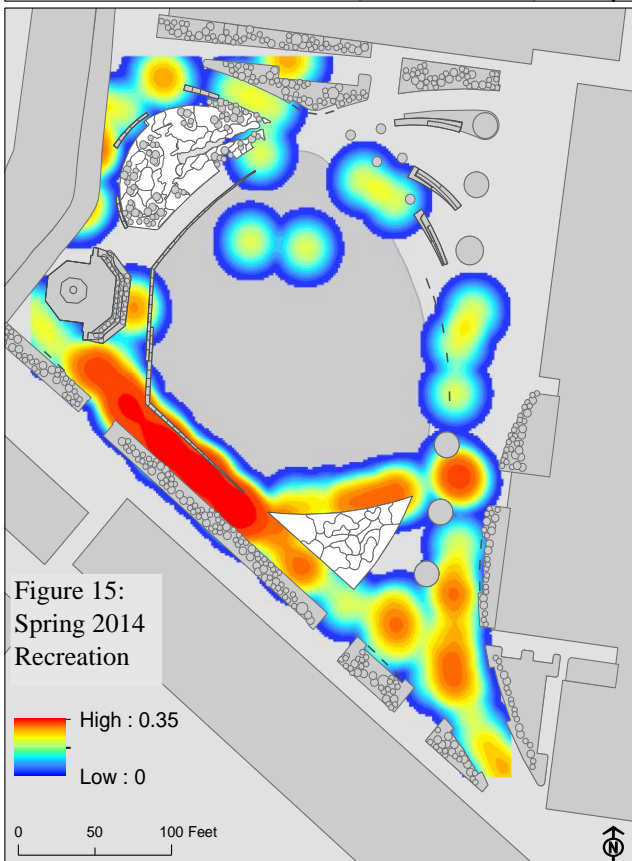 Figure 15:
Spring 2014
Recreation
High : 0.35
Low : 0
0 50 100 Feet
N